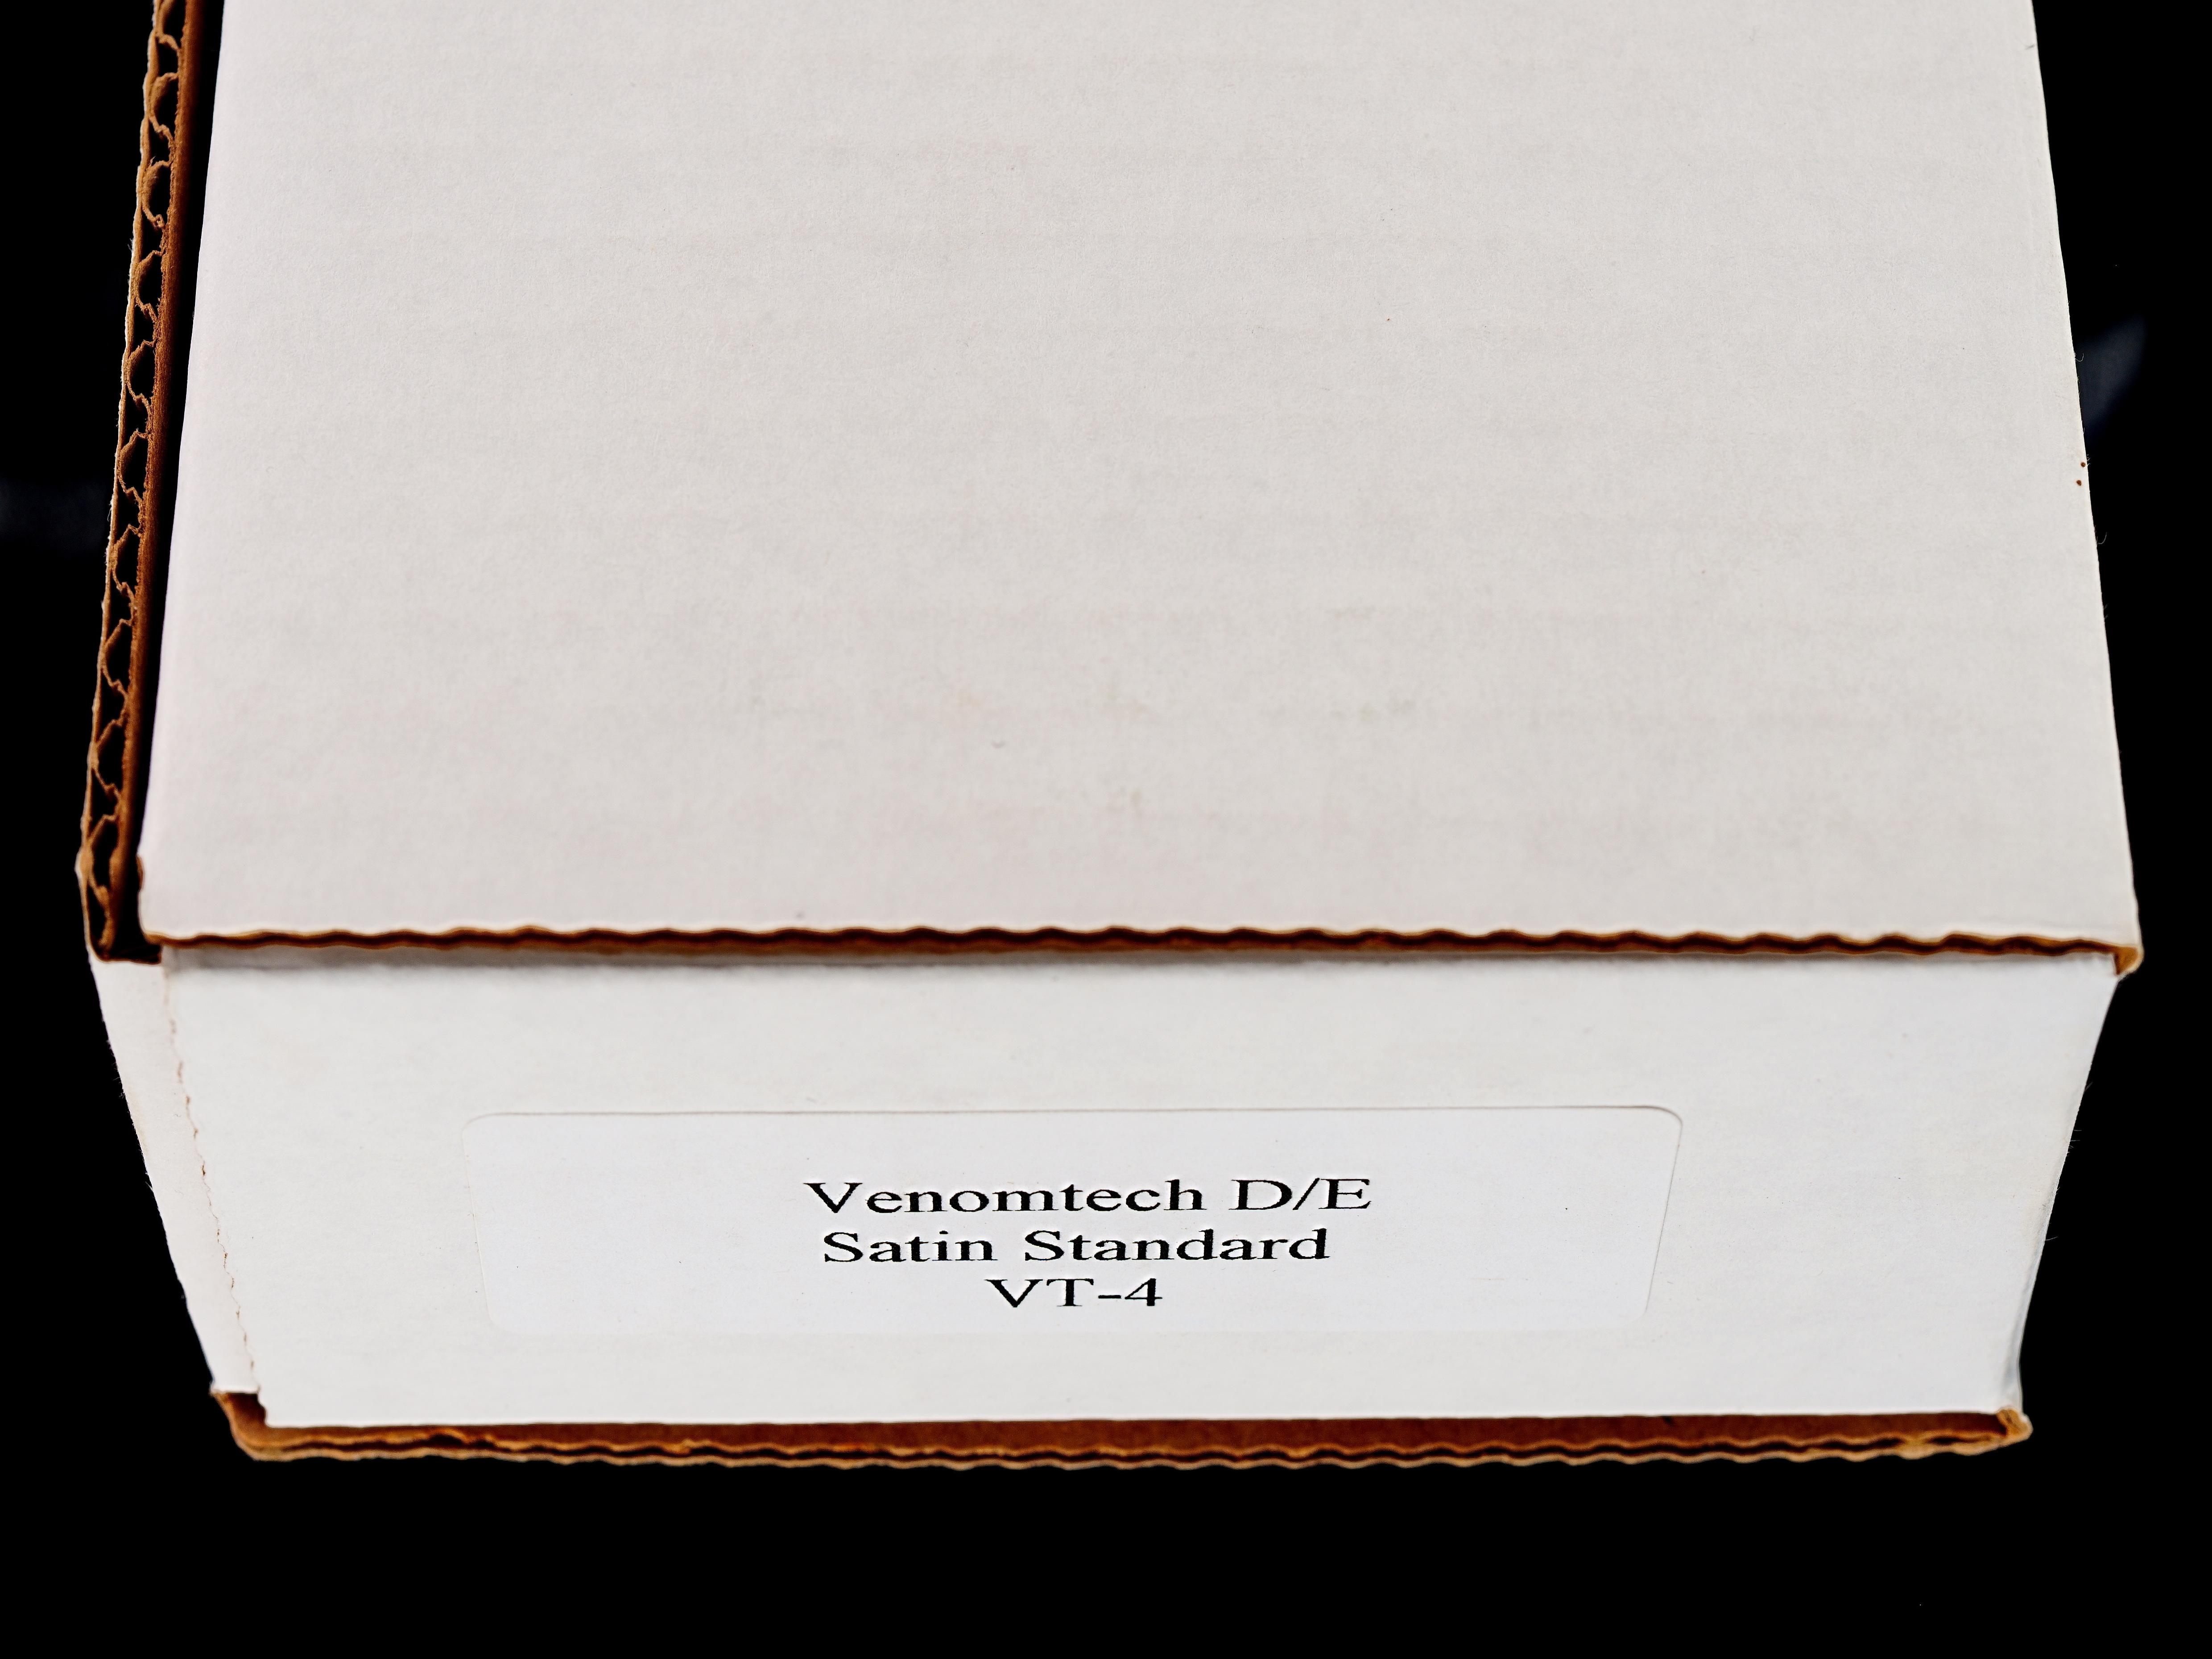 Venomtech D/E
Satin Standard
VT-4